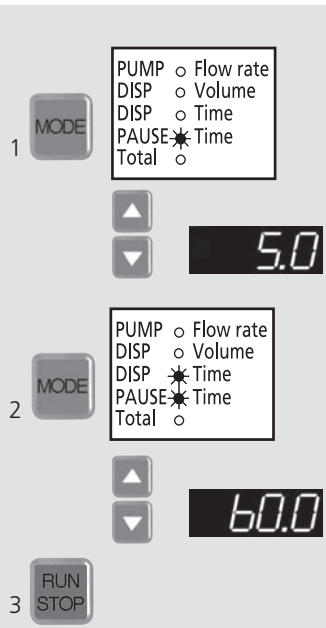 PUMP Flow rate
DISP Volume
DISP Time
PAUSE Time
Total
1 MODE
5.0
PUMP Flow rate
DISP Volume
DISP Time
PAUSE Time
Total
2 MODE
60.0
3 RUN
STOP